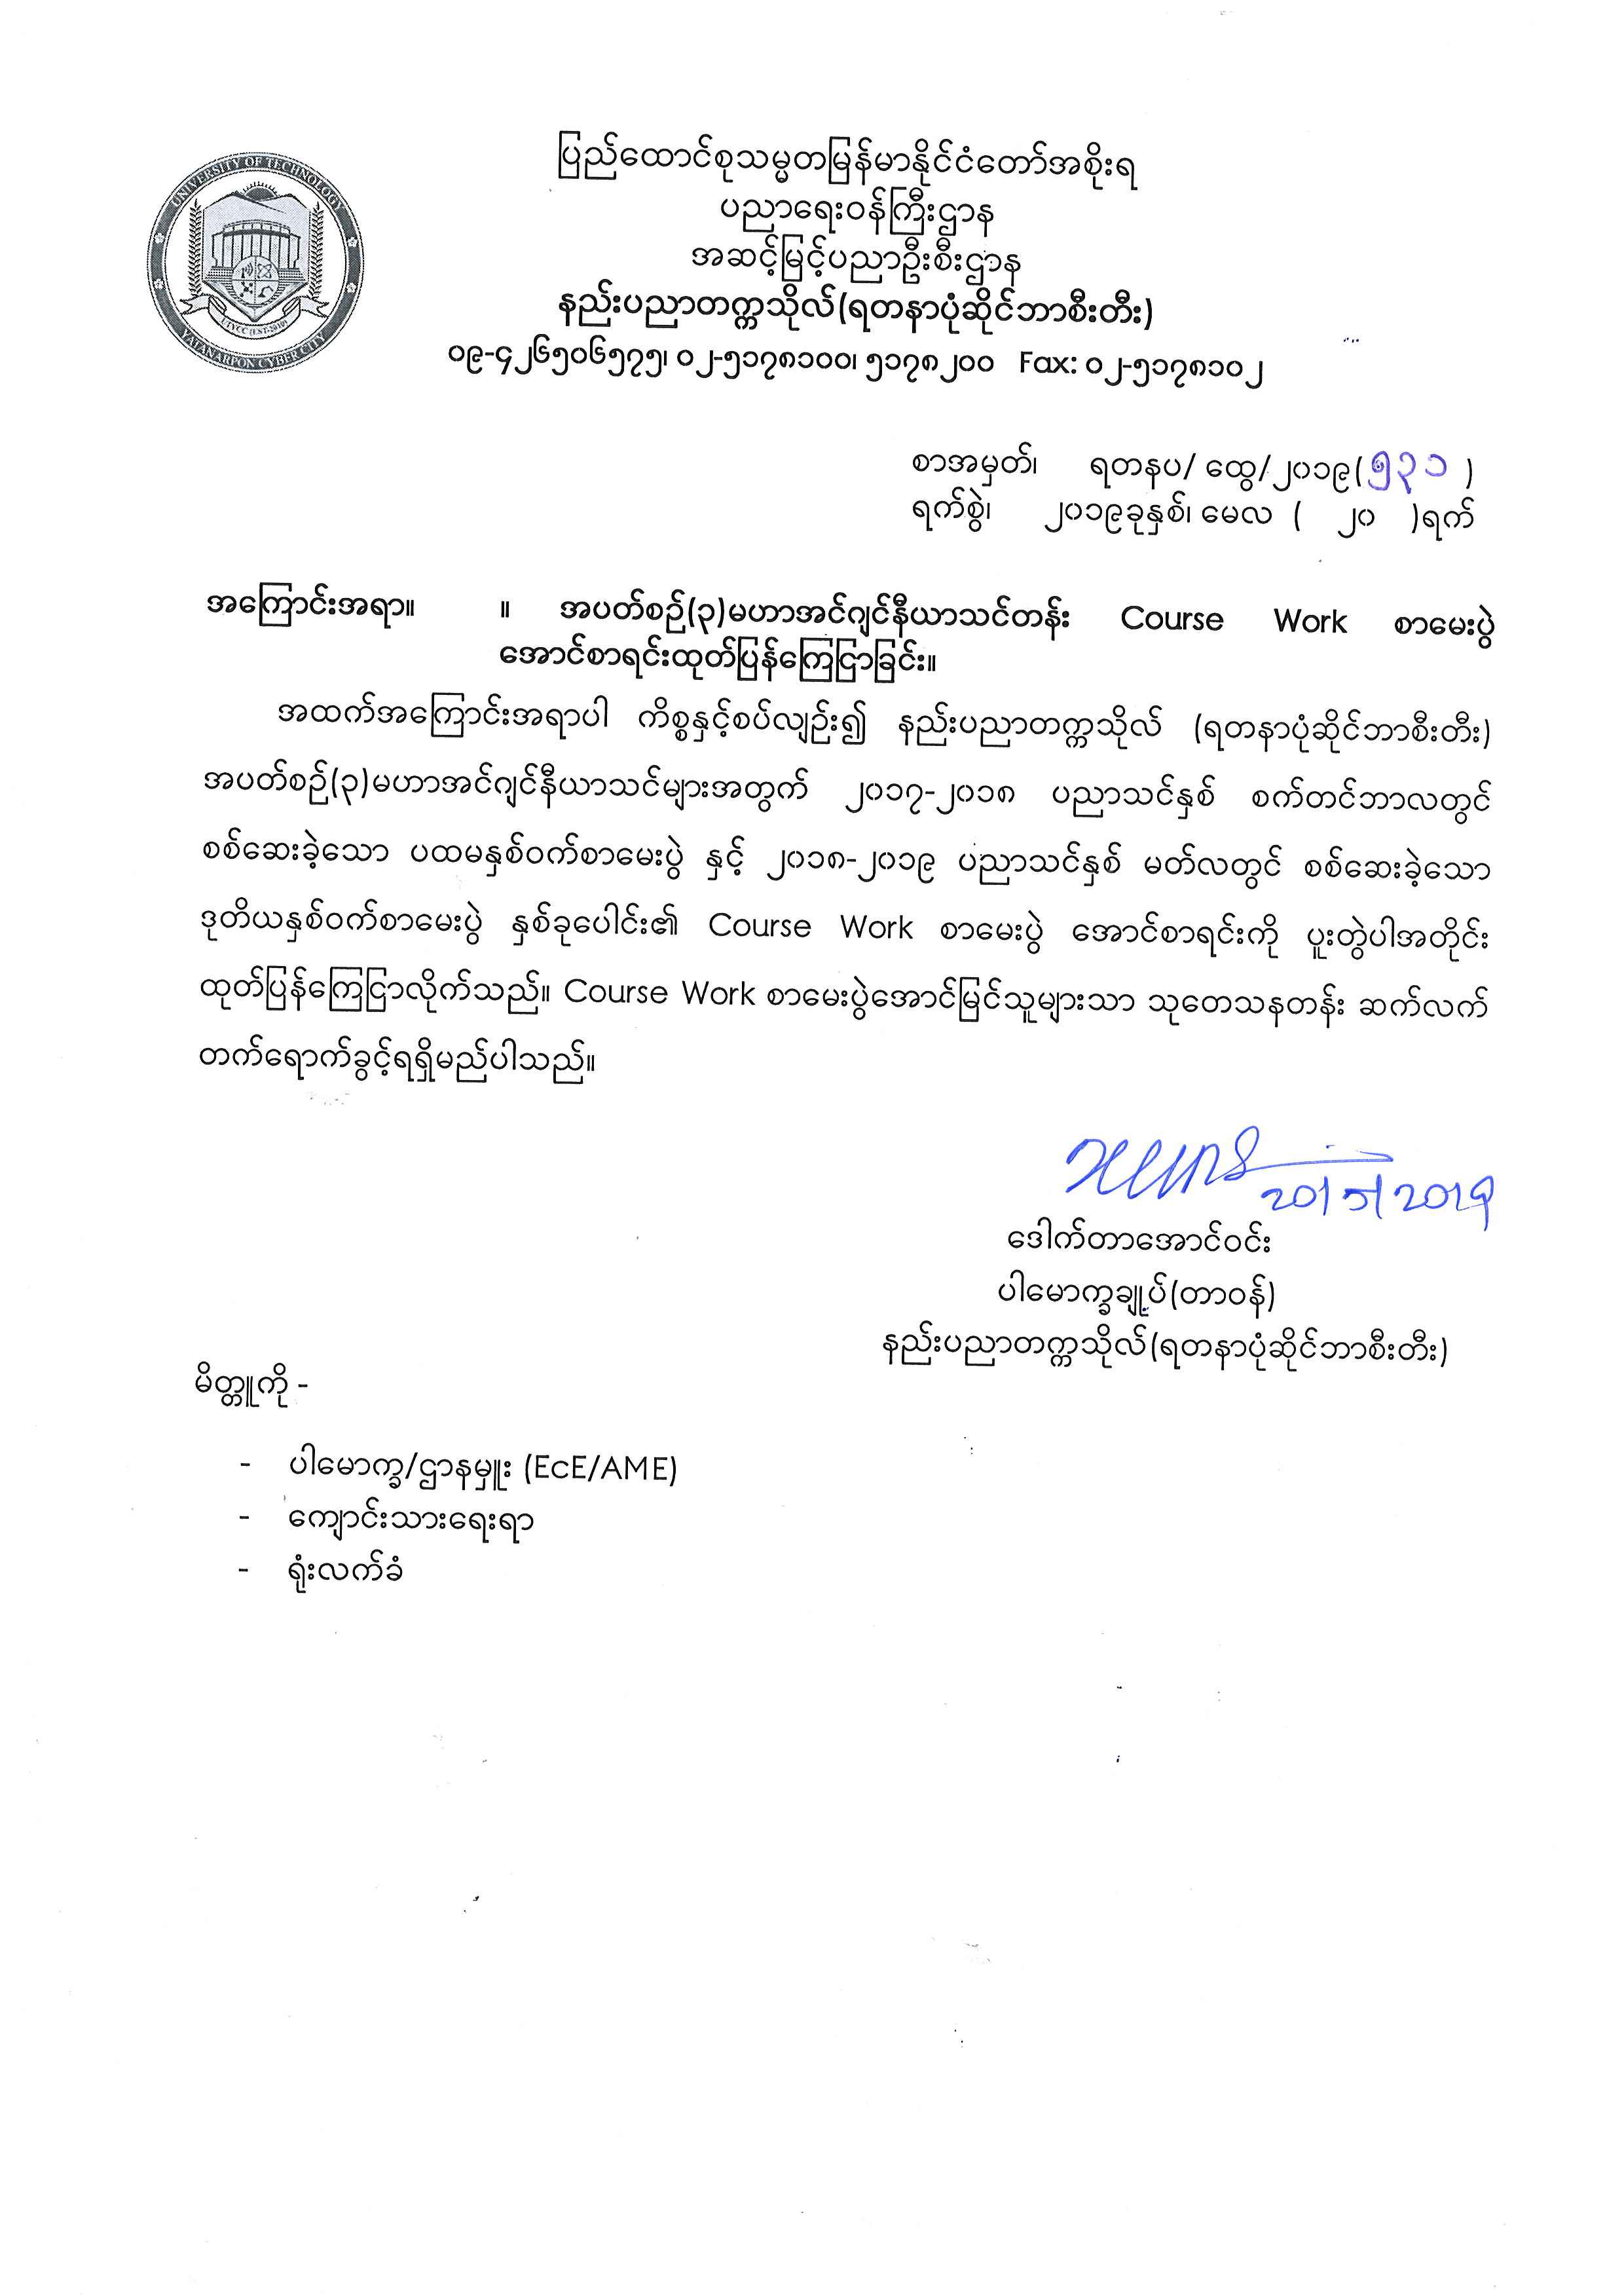 ပြည်ထောင်စုသမ္မတမြန်မာနိုင်ငံတော်အစိုးရ
ပညာရေးဝန်ကြီးဌာန
အဆင့်မြင့်ပညာဦးစီးဌာန
နည်းပညာတက္ကသိုလ်(ရတနာပုံဆိုင်ဘာစီးတီး)
၀၉-၄၂၆၅၀၆၅၇၅၊ ၀၂-၅၁၇၈၁၀၀၊ ၅၁၇၈၂၀၀ Fax: ၀၂-၅၁၇၈၁၀၂
UNIVERSITY OF TECHNOLOGY
UTYCC (EST-2010)
YATANARPON CYBER CITY
စာအမှတ်၊ ရတနပ/ ထွေ/၂၀၁၉(၅၃၁ )
ရက်စွဲ၊ ၂၀၁၉ခုနှစ်၊ မေလ ( ၂၀ )ရက်
အကြောင်းအရာ။ ။ အပတ်စဉ်(၃)မဟာအင်ဂျင်နီယာသင်တန်း Course Work စာမေးပွဲ
အောင်စာရင်းထုတ်ပြန်ကြေငြာခြင်း။
အထက်အကြောင်းအရာပါ ကိစ္စနှင့်စပ်လျဉ်း၍ နည်းပညာတက္ကသိုလ် (ရတနာပုံဆိုင်ဘာစီးတီး)
အပတ်စဉ်(၃)မဟာအင်ဂျင်နီယာသင်များအတွက် ၂၀၁၇-၂၀၁၈ ပညာသင်နှစ် စက်တင်ဘာလတွင်
စစ်ဆေးခဲ့သော ပထမနှစ်ဝက်စာမေးပွဲ နှင့် ၂၀၁၈-၂၀၁၉ ပညာသင်နှစ် မတ်လတွင် စစ်ဆေးခဲ့သော
ဒုတိယနှစ်ဝက်စာမေးပွဲ နှစ်ခုပေါင်း၏ Course Work စာမေးပွဲ အောင်စာရင်းကို ပူးတွဲပါအတိုင်း
ထုတ်ပြန်ကြေငြာလိုက်သည်။ Course Work စာမေးပွဲအောင်မြင်သူများသာ သုတေသနတန်း ဆက်လက်
တက်ရောက်ခွင့်ရရှိမည်ပါသည်။
20/5/2019
ဒေါက်တာအောင်ဝင်း
ပါမောက္ခချုပ်(တာဝန်)
နည်းပညာတက္ကသိုလ်(ရတနာပုံဆိုင်ဘာစီးတီး)
မိတ္တူကို -
- ပါမောက္ခ/ဌာနမှူး (EcE/AME)
- ကျောင်းသားရေးရာ
- ရုံးလက်ခံ